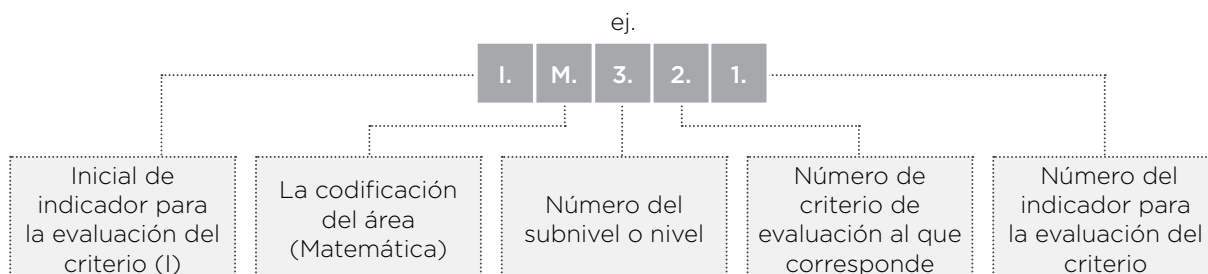 ej.
I. M. 3. 2. 1.
Inicial de
indicador para
la evaluación del
criterio (I)
La codificación
del área
(Matemática)
Número del
subnivel o nivel
Número de
criterio de
evaluación al que
corresponde
Número del
indicador para
la evaluación del
criterio